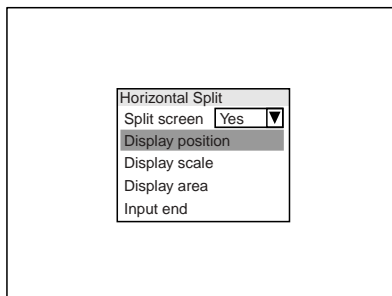 Horizontal Split
Split screen Yes
Display position
Display scale
Display area
Input end